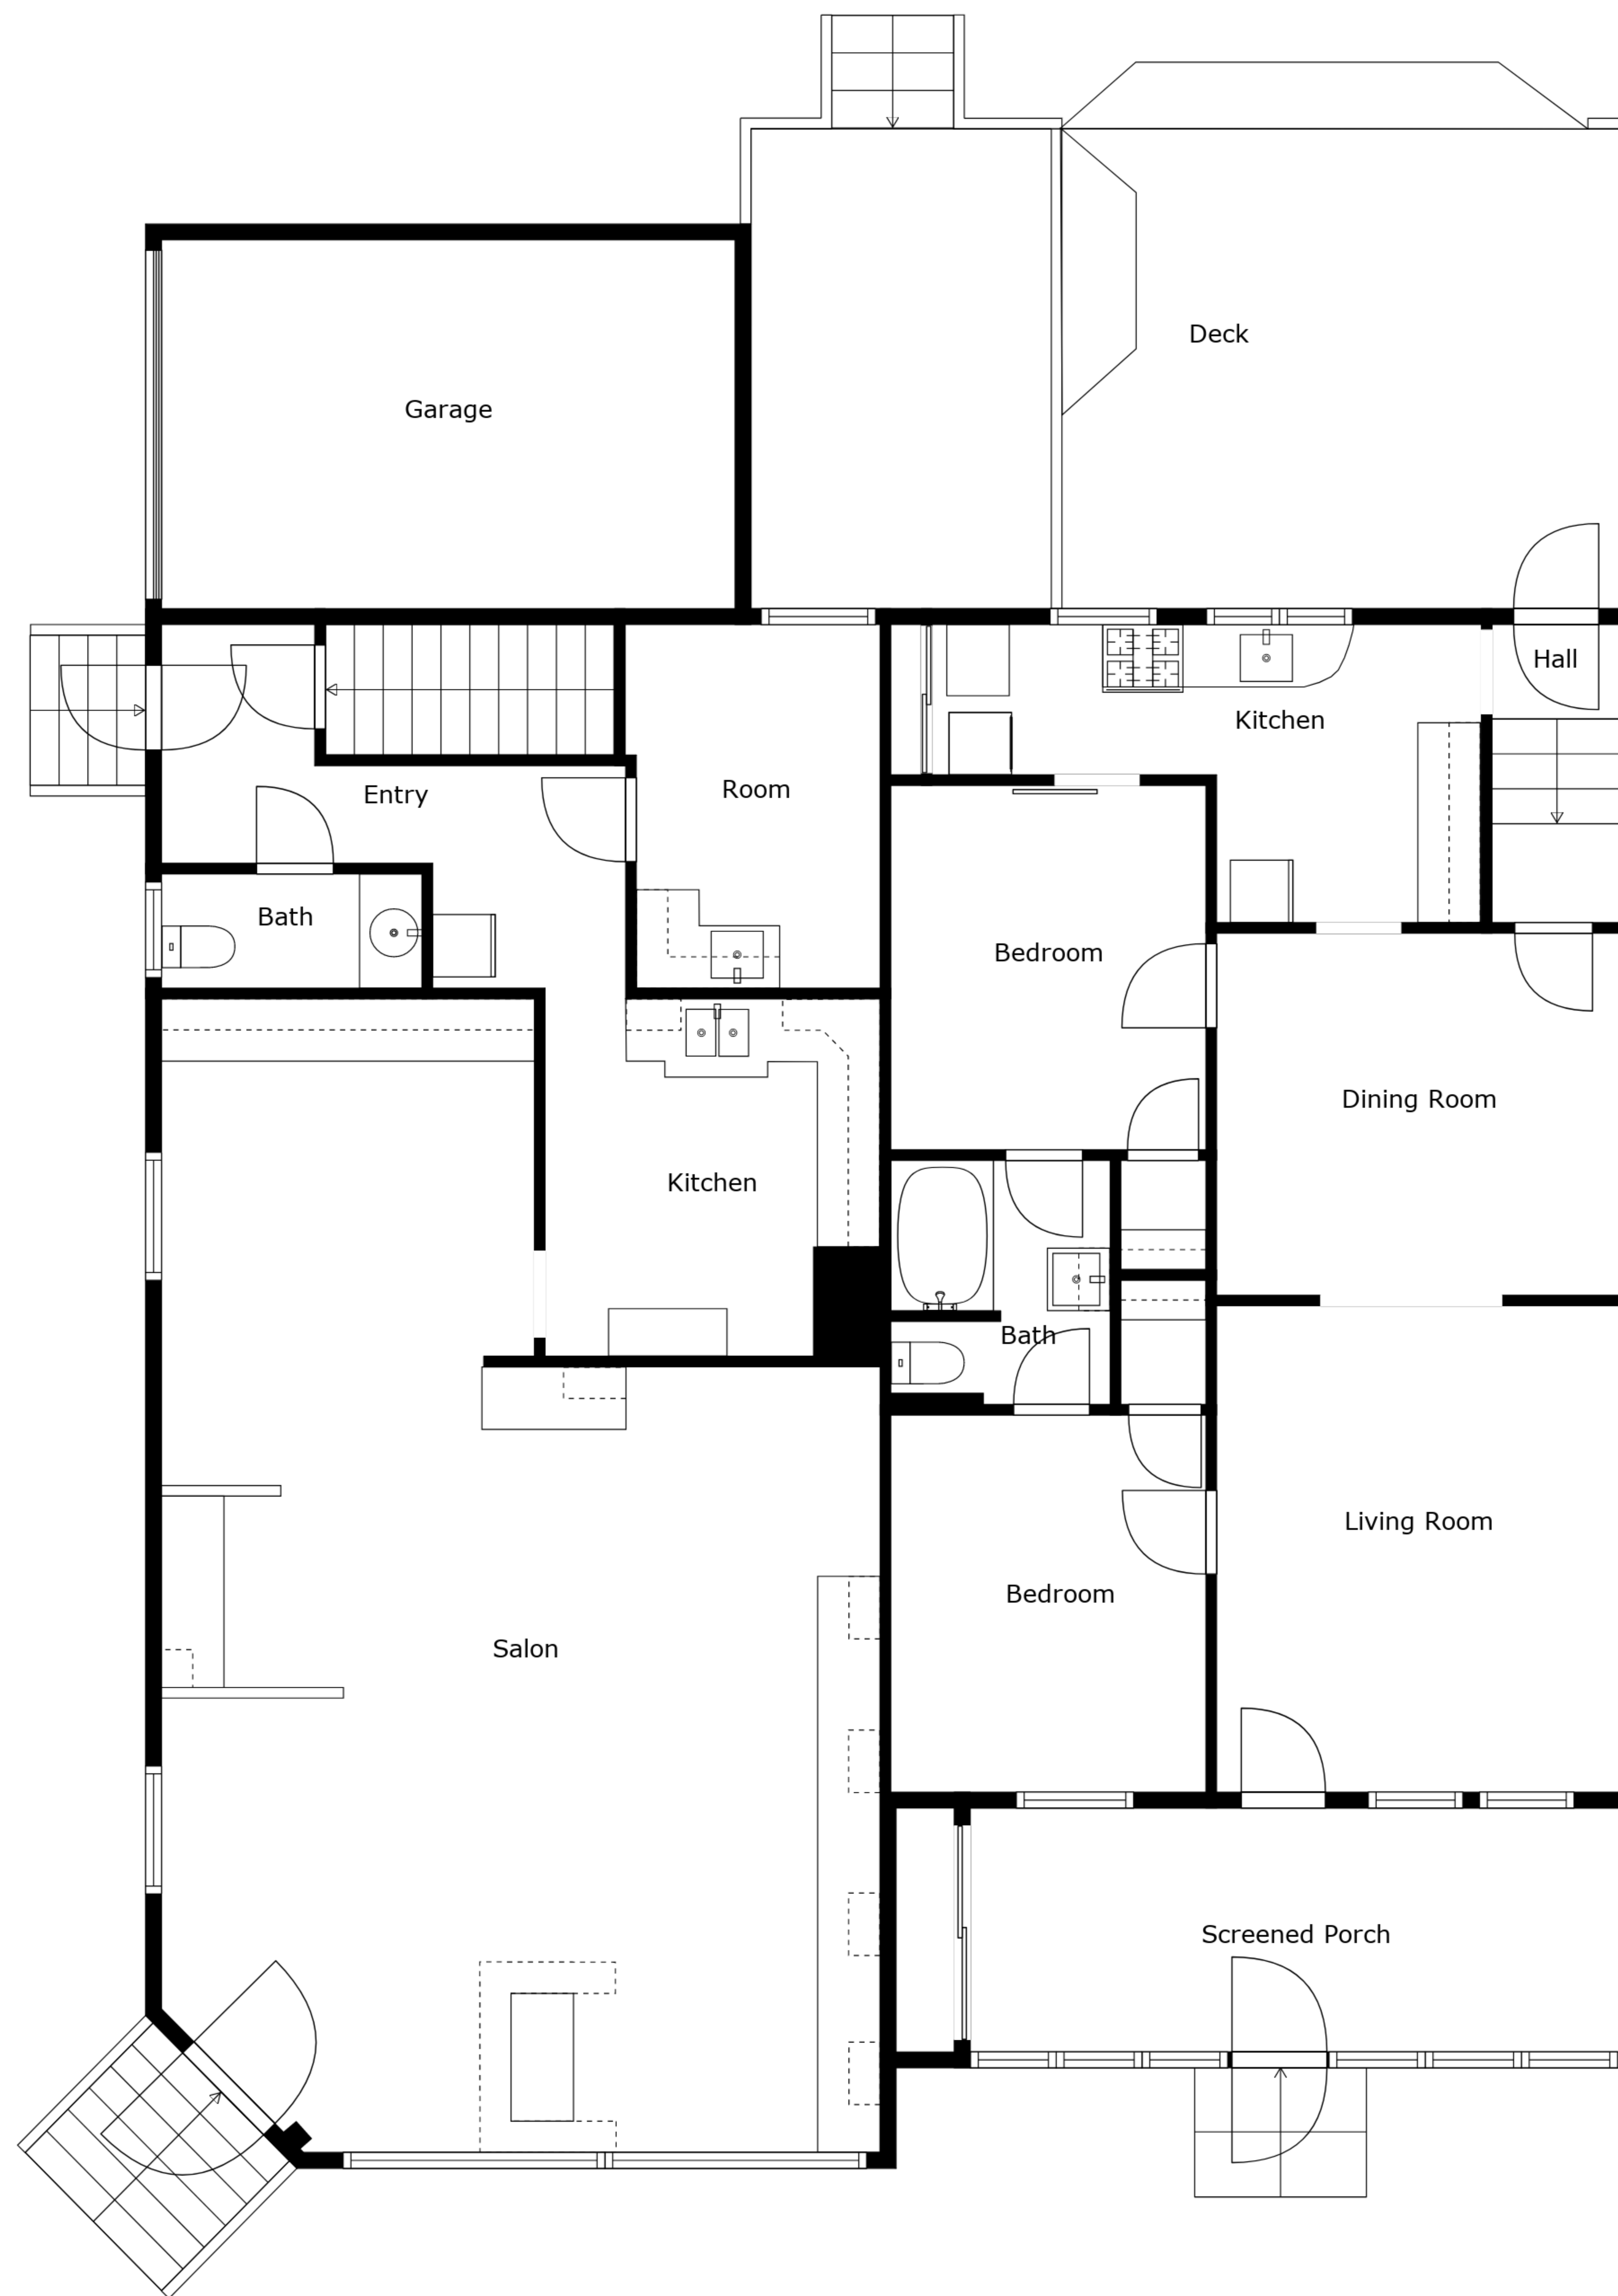 Deck
Garage
Hall
Kitchen
Room
Entry
Bath
Bedroom
Dining Room
Kitchen
Bath
Living Room
Bedroom
Salon
Screened Porch